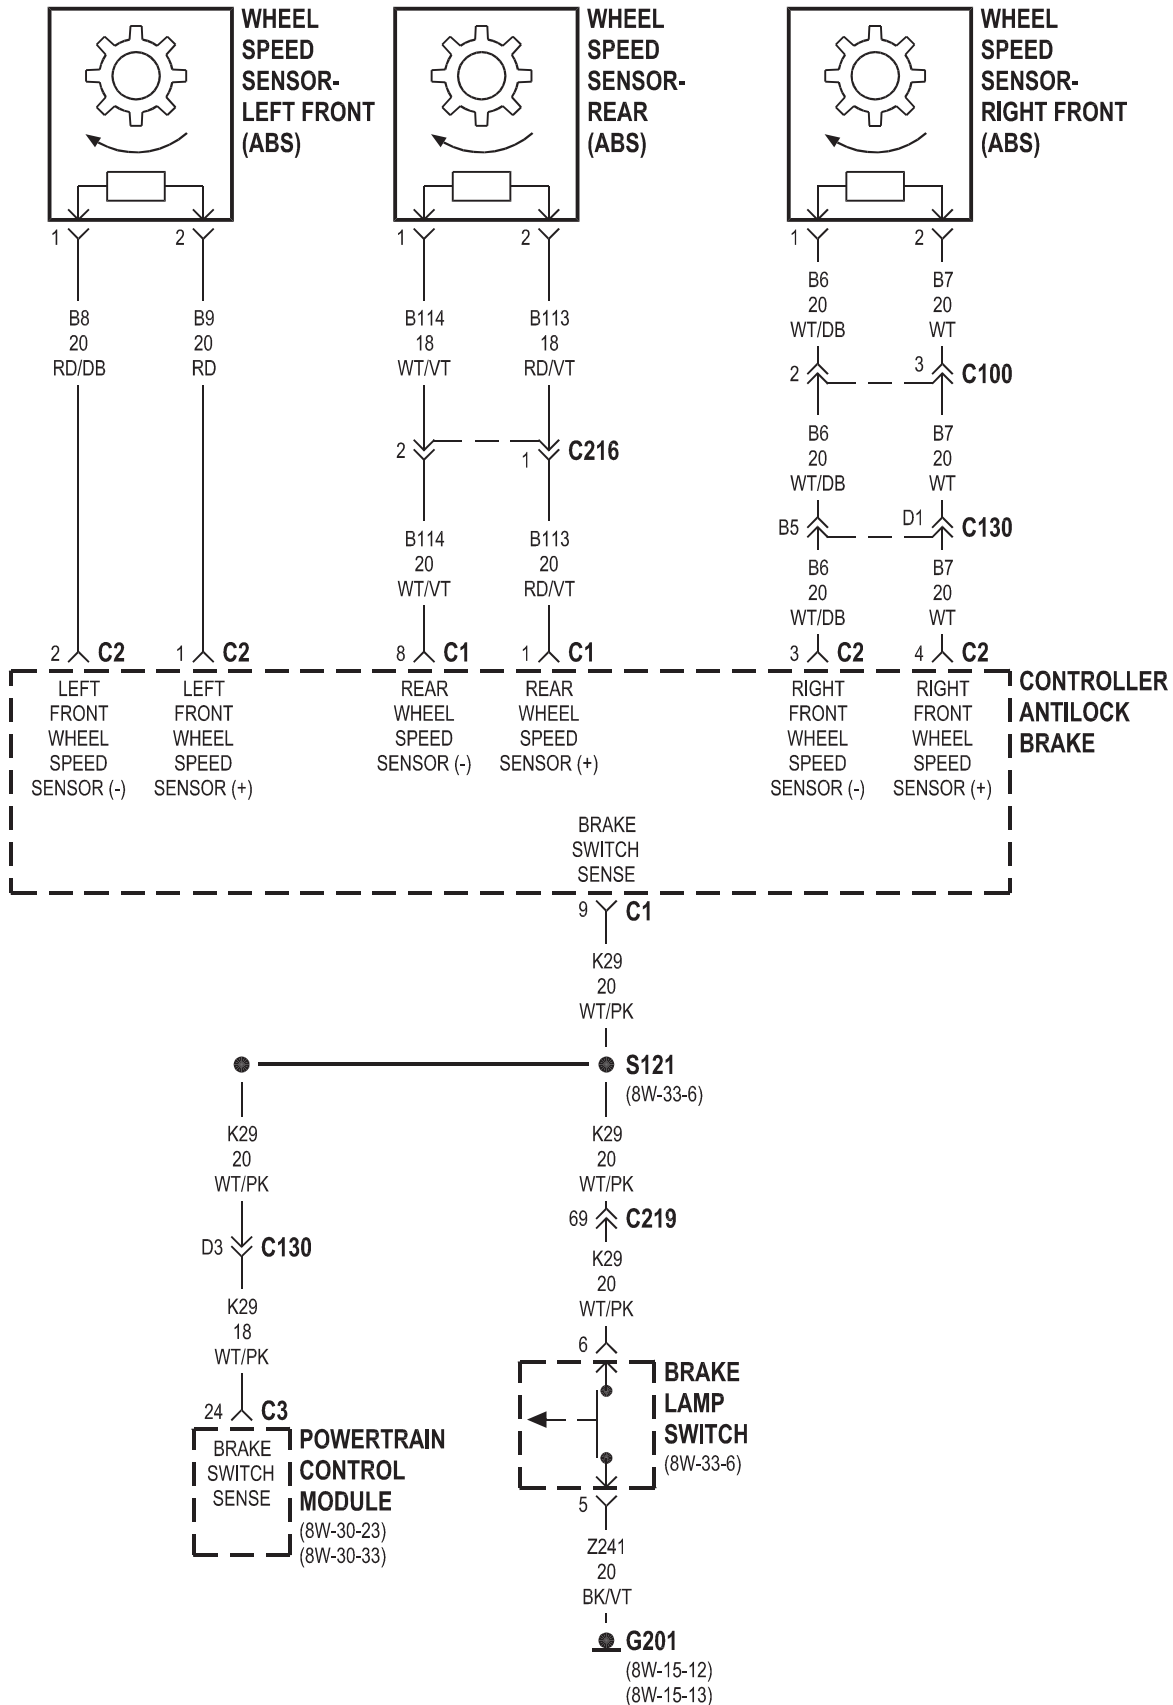 WHEEL
SPEED
SENSOR-
LEFT FRONT
(ABS)
WHEEL
SPEED
SENSOR-
REAR
(ABS)
WHEEL
SPEED
SENSOR-
RIGHT FRONT
(ABS)
1
2
1
2
1
2
B8
20
RD/DB
B9
20
RD
B114
18
WT/VT
B113
18
RD/VT
B6
20
WT/DB
B7
20
WT
2
3
C100
2
1
C216
B6
20
WT/DB
B7
20
WT
B5
D1
C130
B114
20
WT/VT
B113
20
RD/VT
B6
20
WT/DB
B7
20
WT
2
C2
1
C2
8
C1
1
C1
3
C2
4
C2
LEFT
FRONT
WHEEL
SPEED
SENSOR (-)
LEFT
FRONT
WHEEL
SPEED
SENSOR (+)
REAR
WHEEL
SPEED
SENSOR (-)
REAR
WHEEL
SPEED
SENSOR (+)
RIGHT
FRONT
WHEEL
SPEED
SENSOR (-)
RIGHT
FRONT
WHEEL
SPEED
SENSOR (+)
CONTROLLER
ANTILOCK
BRAKE
BRAKE
SWITCH
SENSE
9
C1
K29
20
WT/PK
S121
(8W-33-6)
K29
20
WT/PK
K29
20
WT/PK
69
C219
D3
C130
K29
20
WT/PK
K29
18
WT/PK
6
BRAKE
LAMP
SWITCH
(8W-33-6)
24
C3
BRAKE
SWITCH
SENSE
POWERTRAIN
CONTROL
MODULE
(8W-30-23)
(8W-30-33)
5
Z241
20
BK/VT
G201
(8W-15-12)
(8W-15-13)